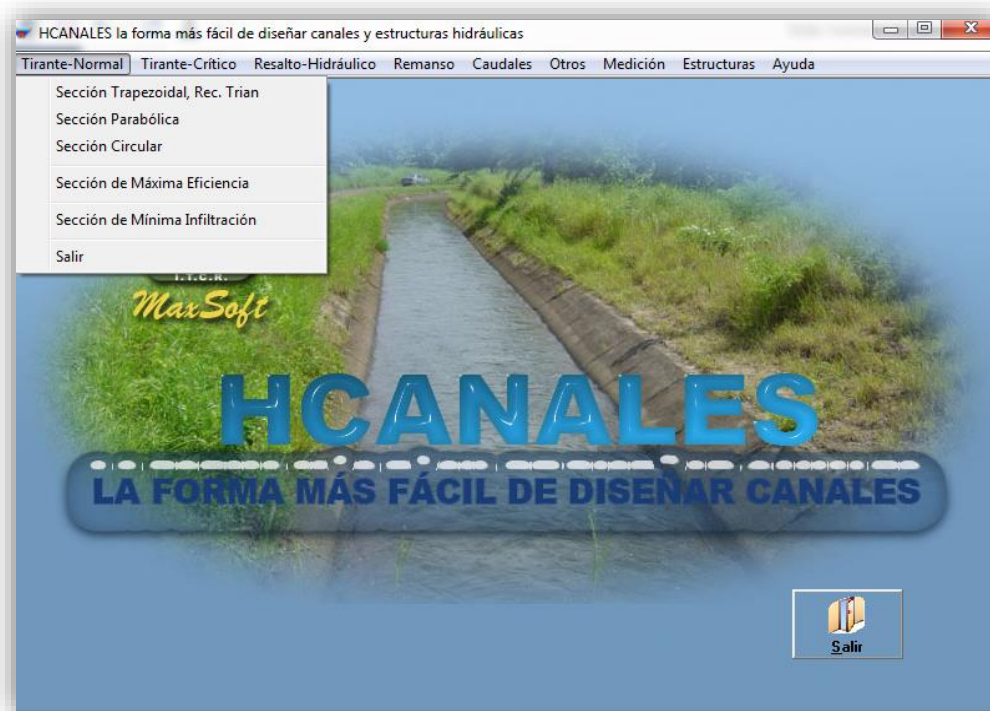 HCANALES la forma más fácil de diseñar canales y estructuras hidráulicas
Tirante-Normal Tirante-Crítico Resalto-Hidráulico Remanso Caudales Otros Medición Estructuras Ayuda
Sección Trapezoidal, Rec. Trian
Sección Parabólica
Sección Circular
Sección de Máxima Eficiencia
Sección de Mínima Infiltración
Salir
I.T.C.R.
MaxSoft
HCANALES
LA FORMA MÁS FÁCIL DE DISEÑAR CANALES
Salir